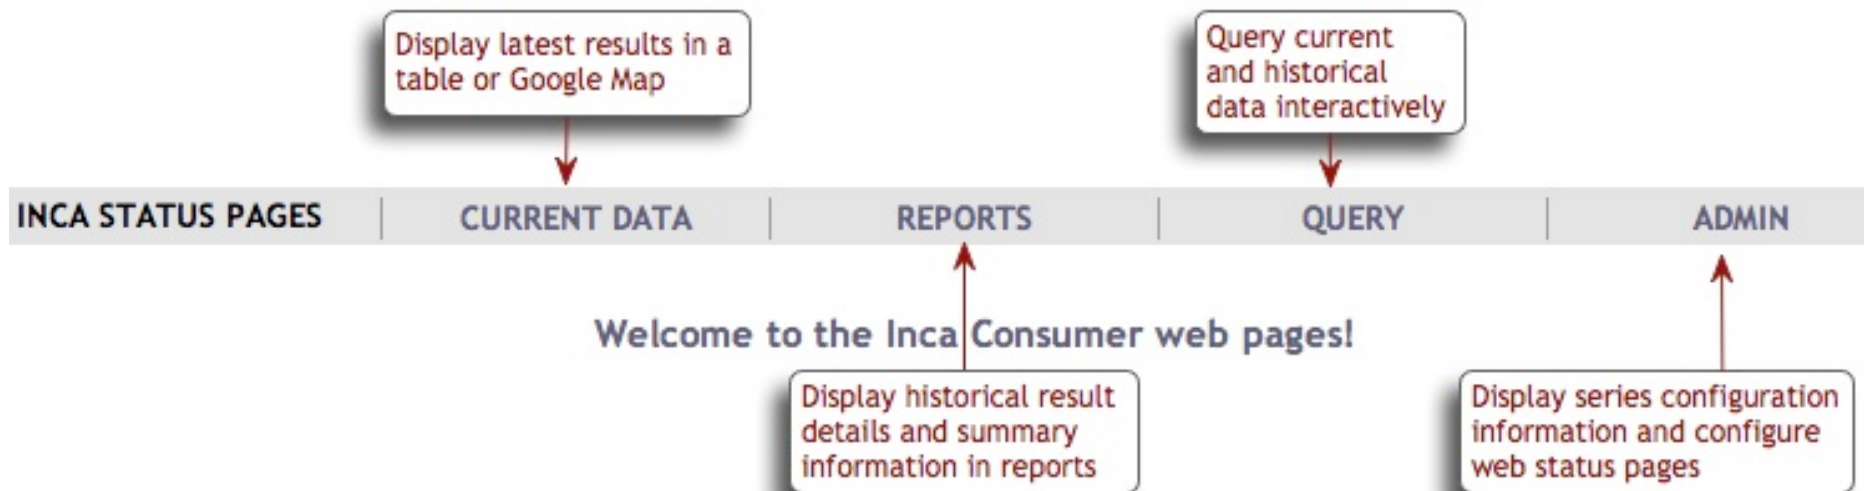 Display latest results in a
table or Google Map
Query current
and historical
data interactively
INCA STATUS PAGES
CURRENT DATA
REPORTS
QUERY
ADMIN
Welcome to the Inca Consumer web pages!
Display historical result
details and summary
information in reports
Display series configuration
information and configure
web status pages